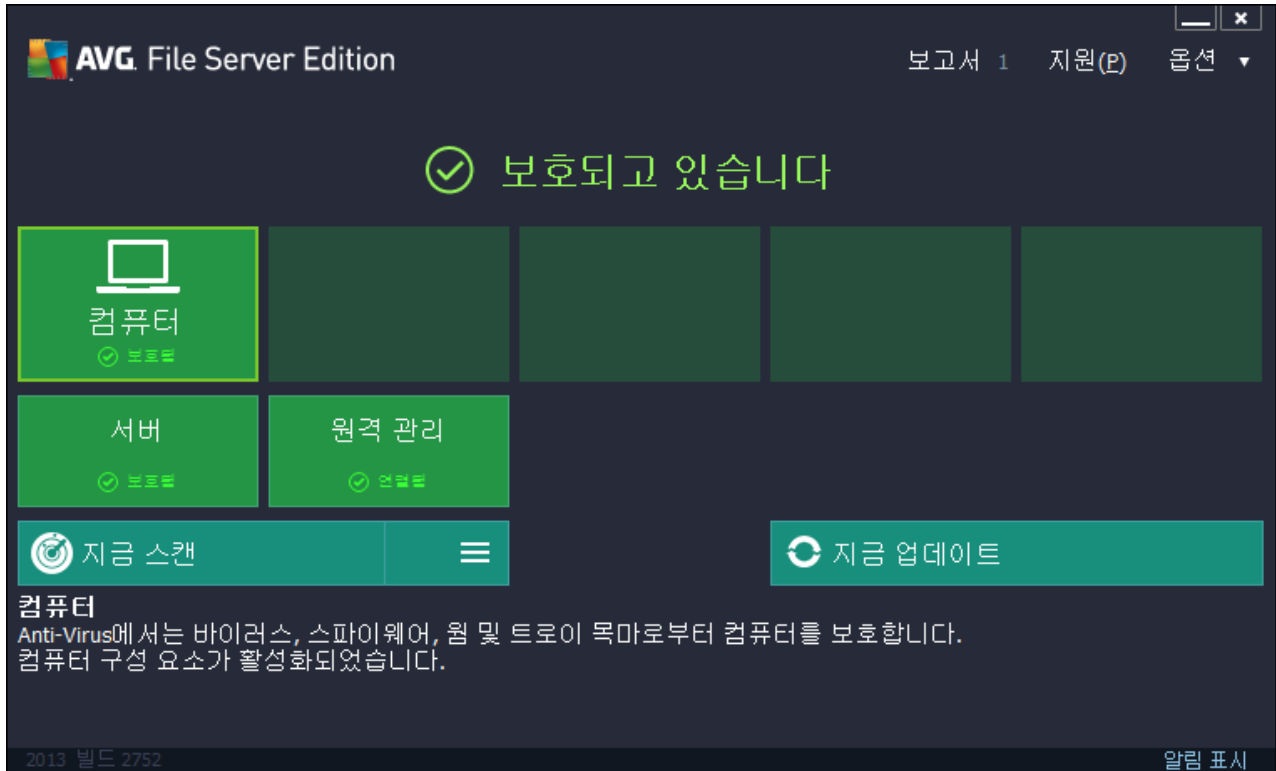 AVG. File Server Edition
보고서 1 지원(P) 옵션
보호되고 있습니다
컴퓨터
보호됨
서버
보호됨
원격 관리
연결됨
지금 스캔
지금 업데이트
컴퓨터
Anti-Virus에서는 바이러스, 스파이웨어, 웜 및 트로이 목마로부터 컴퓨터를 보호합니다.
컴퓨터 구성 요소가 활성화되었습니다.
2013 빌드 2752
알림 표시